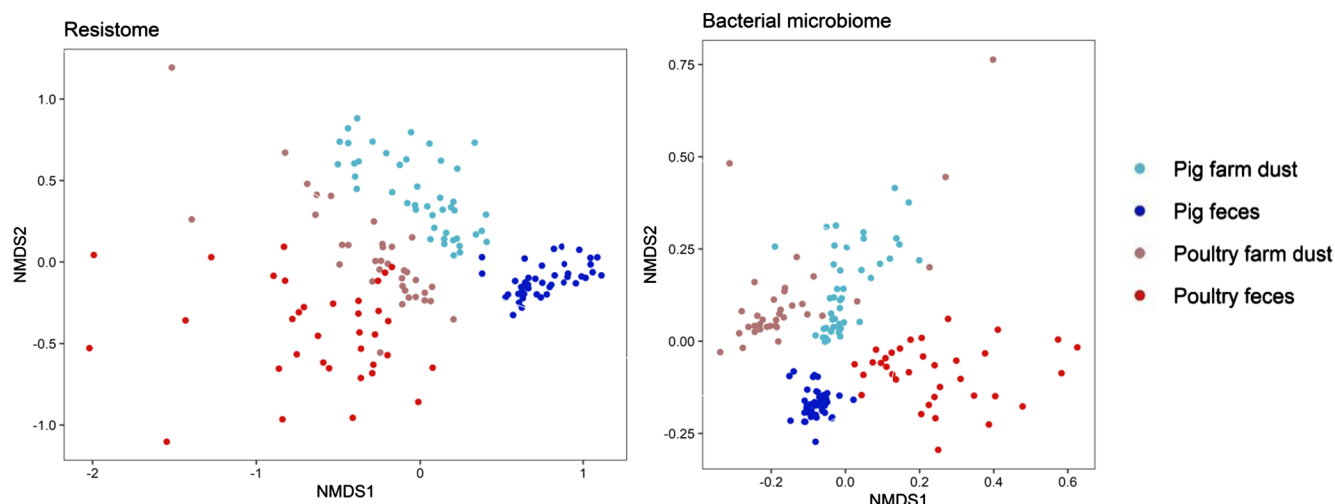 Resistome
1.0
0.5
0.0
-0.5
-1.0
NMDS2
-2
-1
0
1
NMDS1
Bacterial microbiome
0.75
0.50
0.25
0.00
-0.25
NMDS2
-0.2
0.0
0.2
0.4
0.6
NMDS1
Pig farm dust
Pig feces
Poultry farm dust
Poultry feces